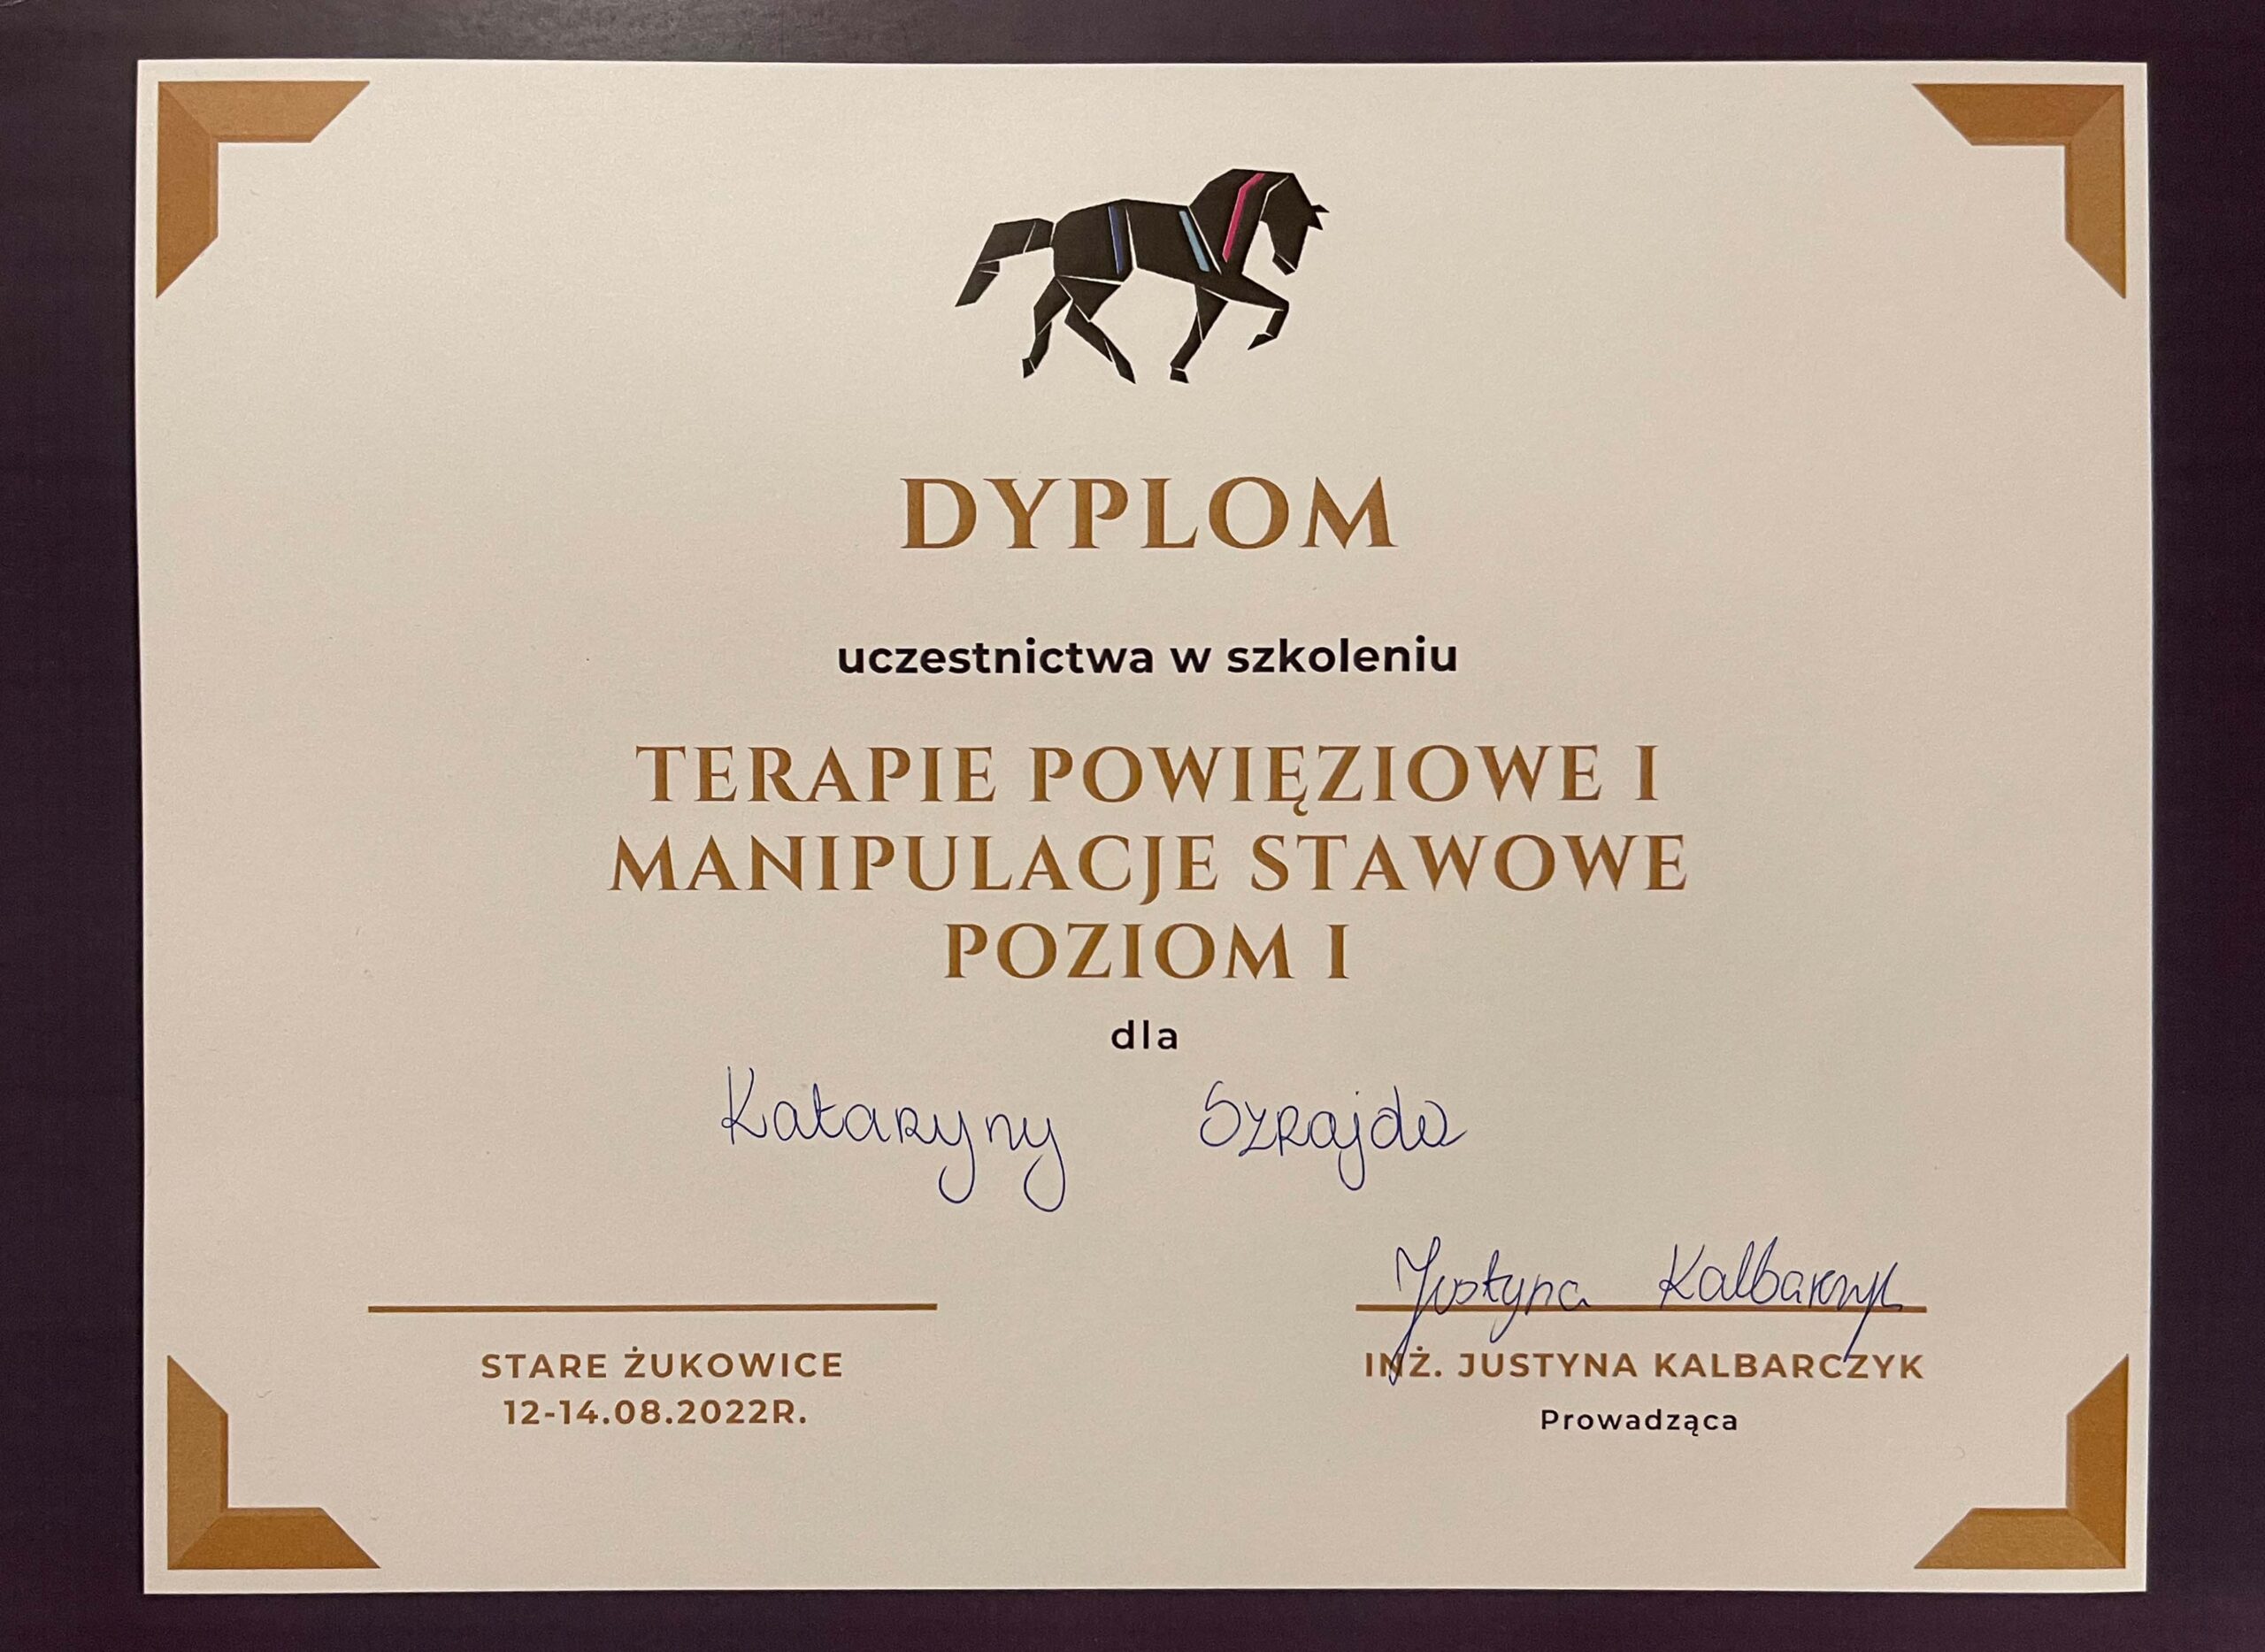 DYPLOM
uczestnictwa w szkoleniu
TERAPIE POWIĘZIOWE I
MANIPULACJE STAWOWE
POZIOM I
dla
Kataryny Szrajda
Justyna Kalbarczyk
STARE ŻUKOWICE
12-14.08.2022R.
INŻ. JUSTYNA KALBARCZYK
Prowadząca